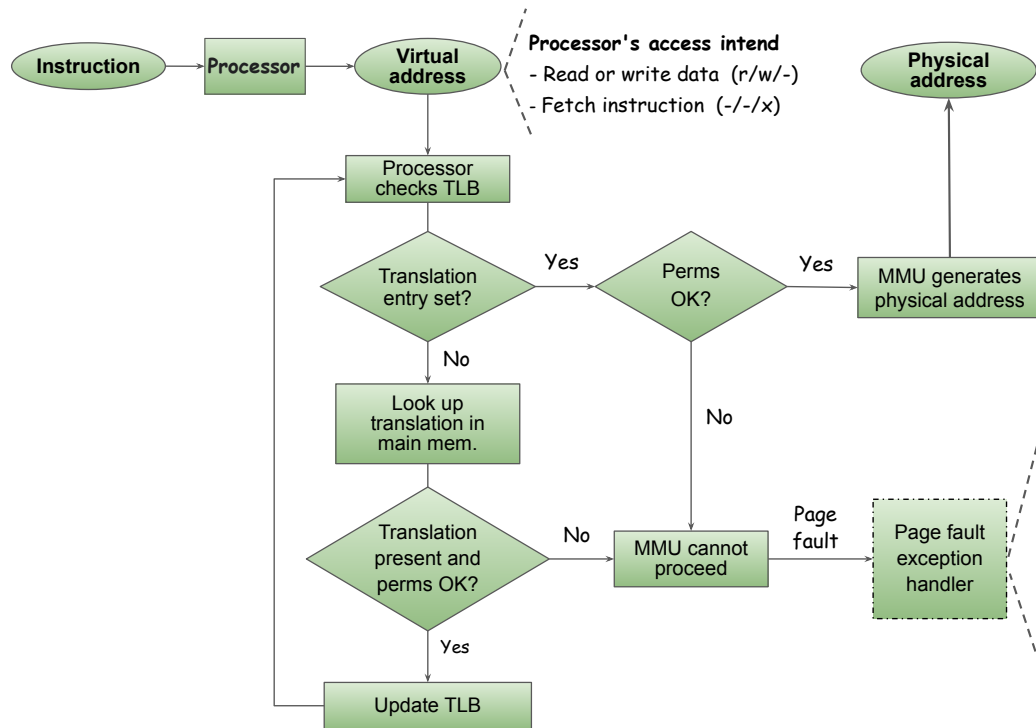 Instruction
Processor
Virtual
address
Processor's access intend
- Read or write data (r/w/-)
- Fetch instruction (-/-/x)
Physical
address
Processor
checks TLB
Translation
entry set?
Yes
Perms
OK?
Yes
MMU generates
physical address
No
Look up
translation in
main mem.
No
Translation
present and
perms OK?
No
MMU cannot
proceed
Page
fault
Page fault
exception
handler
Yes
Update TLB